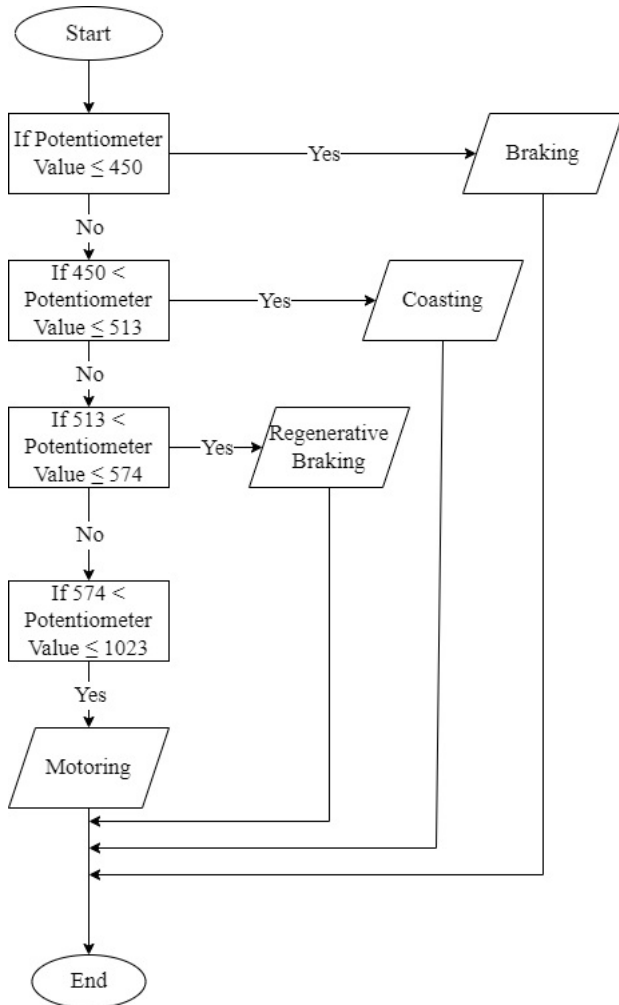 Start
If Potentiometer
Value ≤ 450
Yes
Braking
No
If 450 <
Potentiometer
Value ≤ 513
Yes
Coasting
No
If 513 <
Potentiometer
Value ≤ 574
Yes
Regenerative
Braking
No
If 574 <
Potentiometer
Value ≤ 1023
Yes
Motoring
End